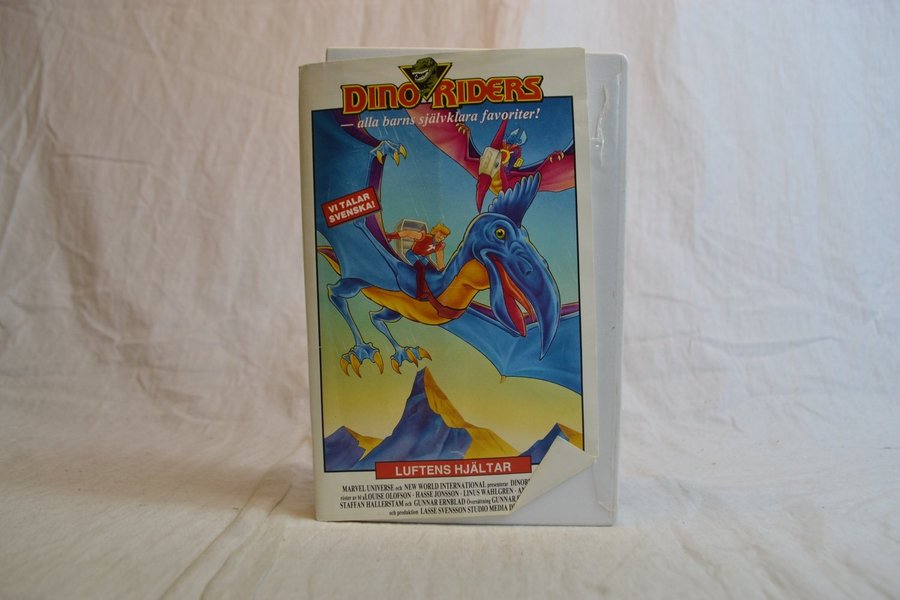 DINO RIDERS
— alla barns självklara favoriter!
VI TALAR
SVENSKA!
LUFTENS HJÄLTAR
MARVEL UNIVERSE och NEW WORLD INTERNATIONAL presenterar
röster av bl a LOUISE OLOFSON · HASSE JONSSON · LINUS WAHLGREN ·
STAFFAN HALLERSTAM och GUNNAR ERNBLAD Översättning GUNNAR
och produktion LASSE SVENSSON STUDIO MEDIA